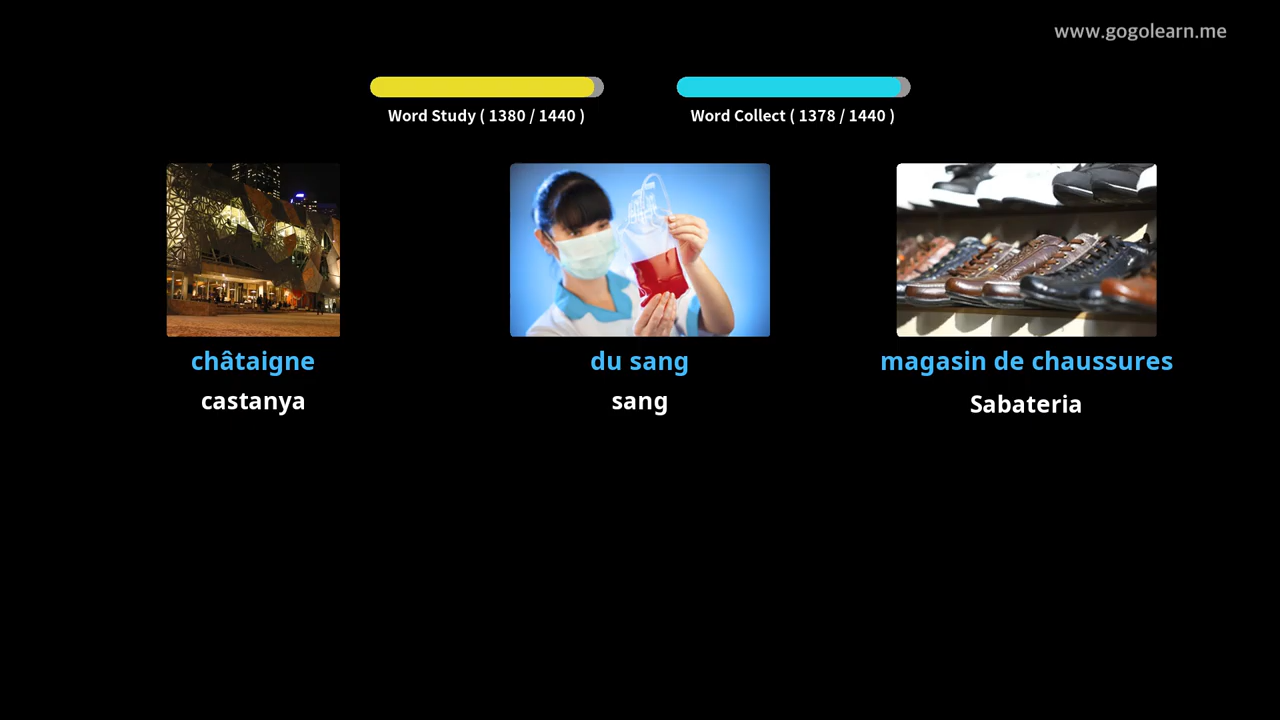 www.gogolearn.me
Word Study ( 1380 / 1440 )
Word Collect ( 1378 / 1440 )
châtaigne
du sang
magasin de chaussures
castanya
sang
Sabateria